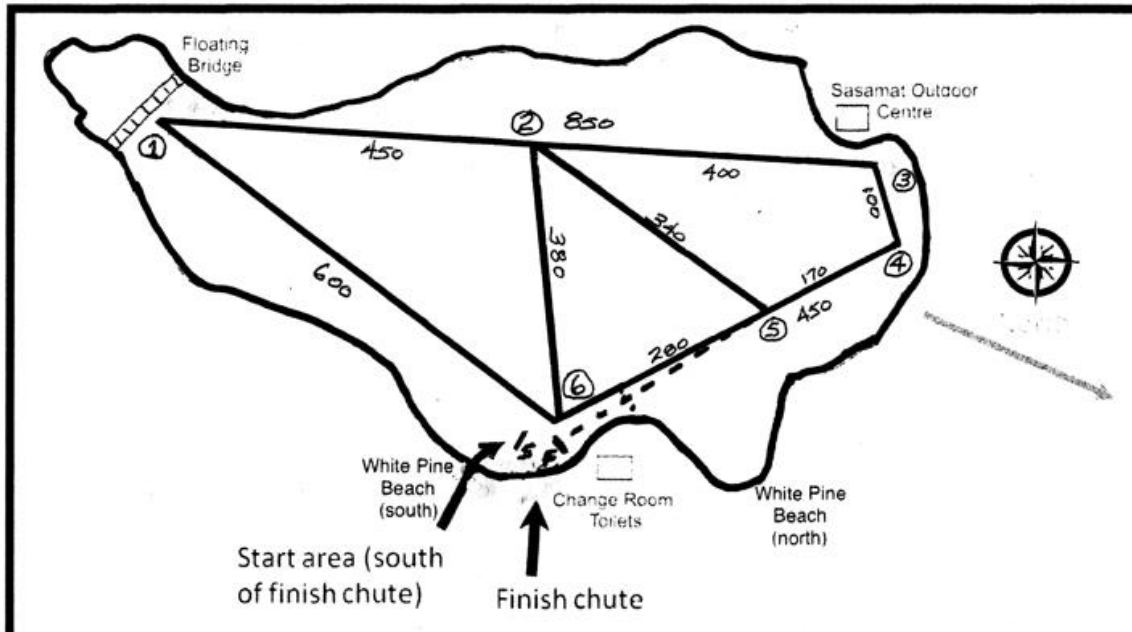 Floating
Bridge
Sasamat Outdoor
Centre
①
②
850
450
400
③
100
340
380
④
600
170
⑤
450
280
⑥
S
F
White Pine
Beach
(south)
Change Room
Toilets
White Pine
Beach
(north)
Start area (south
of finish chute)
Finish chute